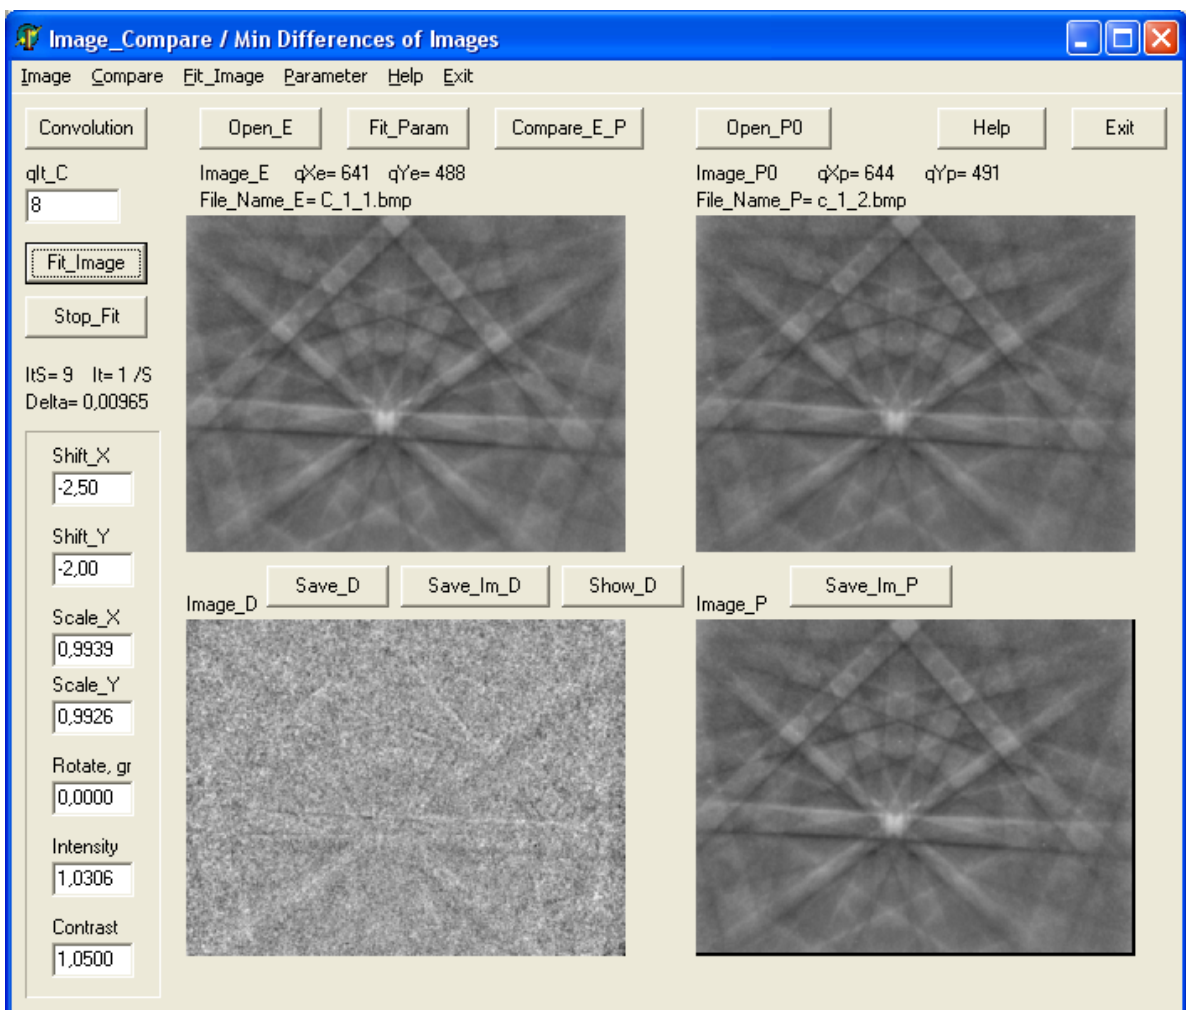 Image_Compare / Min Differences of Images
Image Compare Fit_Image Parameter Help Exit
Convolution Open_E Fit_Param Compare_E_P Open_P0 Help Exit
qIt_C
8
Image_E qXe= 641 qYe= 488
File_Name_E= C_1_1.bmp
Image_P0 qXp= 644 qYp= 491
File_Name_P= c_1_2.bmp
Fit_Image
Stop_Fit
ItS= 9 It= 1 /S
Delta= 0,00965
Shift_X
-2,50
Shift_Y
-2,00
Scale_X
0,9939
Scale_Y
0,9926
Rotate, gr
0,0000
Intensity
1,0306
Contrast
1,0500
Image_D Save_D Save_Im_D Show_D
Image_P Save_Im_P